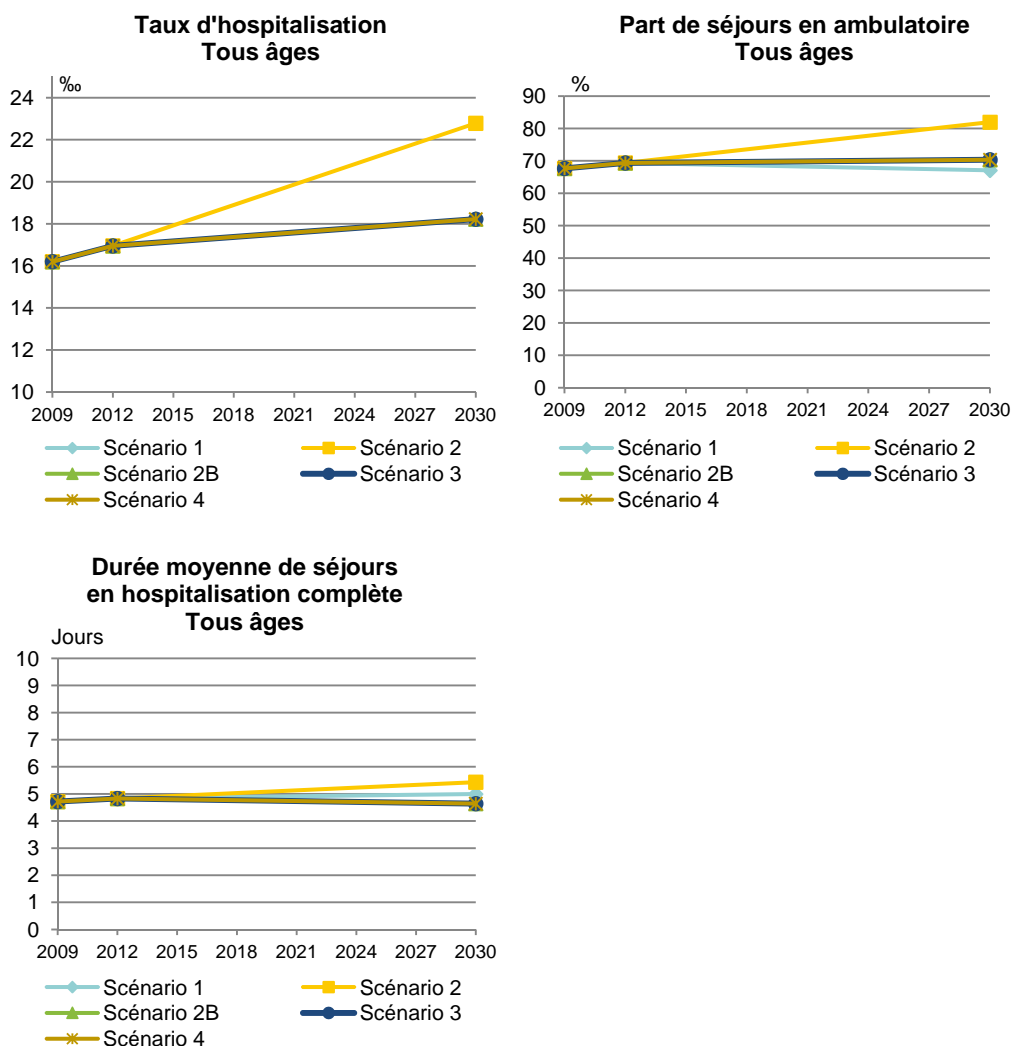 Taux d'hospitalisation
Tous âges
‰
24
22
20
18
16
14
12
10
2009 2012 2015 2018 2021 2024 2027 2030
Scénario 1
Scénario 2
Scénario 2B
Scénario 3
Scénario 4
Part de séjours en ambulatoire
Tous âges
%
90
80
70
60
50
40
30
20
10
0
2009 2012 2015 2018 2021 2024 2027 2030
Scénario 1
Scénario 2
Scénario 2B
Scénario 3
Scénario 4
Durée moyenne de séjours
en hospitalisation complète
Tous âges
Jours
10
9
8
7
6
5
4
3
2
1
0
2009 2012 2015 2018 2021 2024 2027 2030
Scénario 1
Scénario 2
Scénario 2B
Scénario 3
Scénario 4